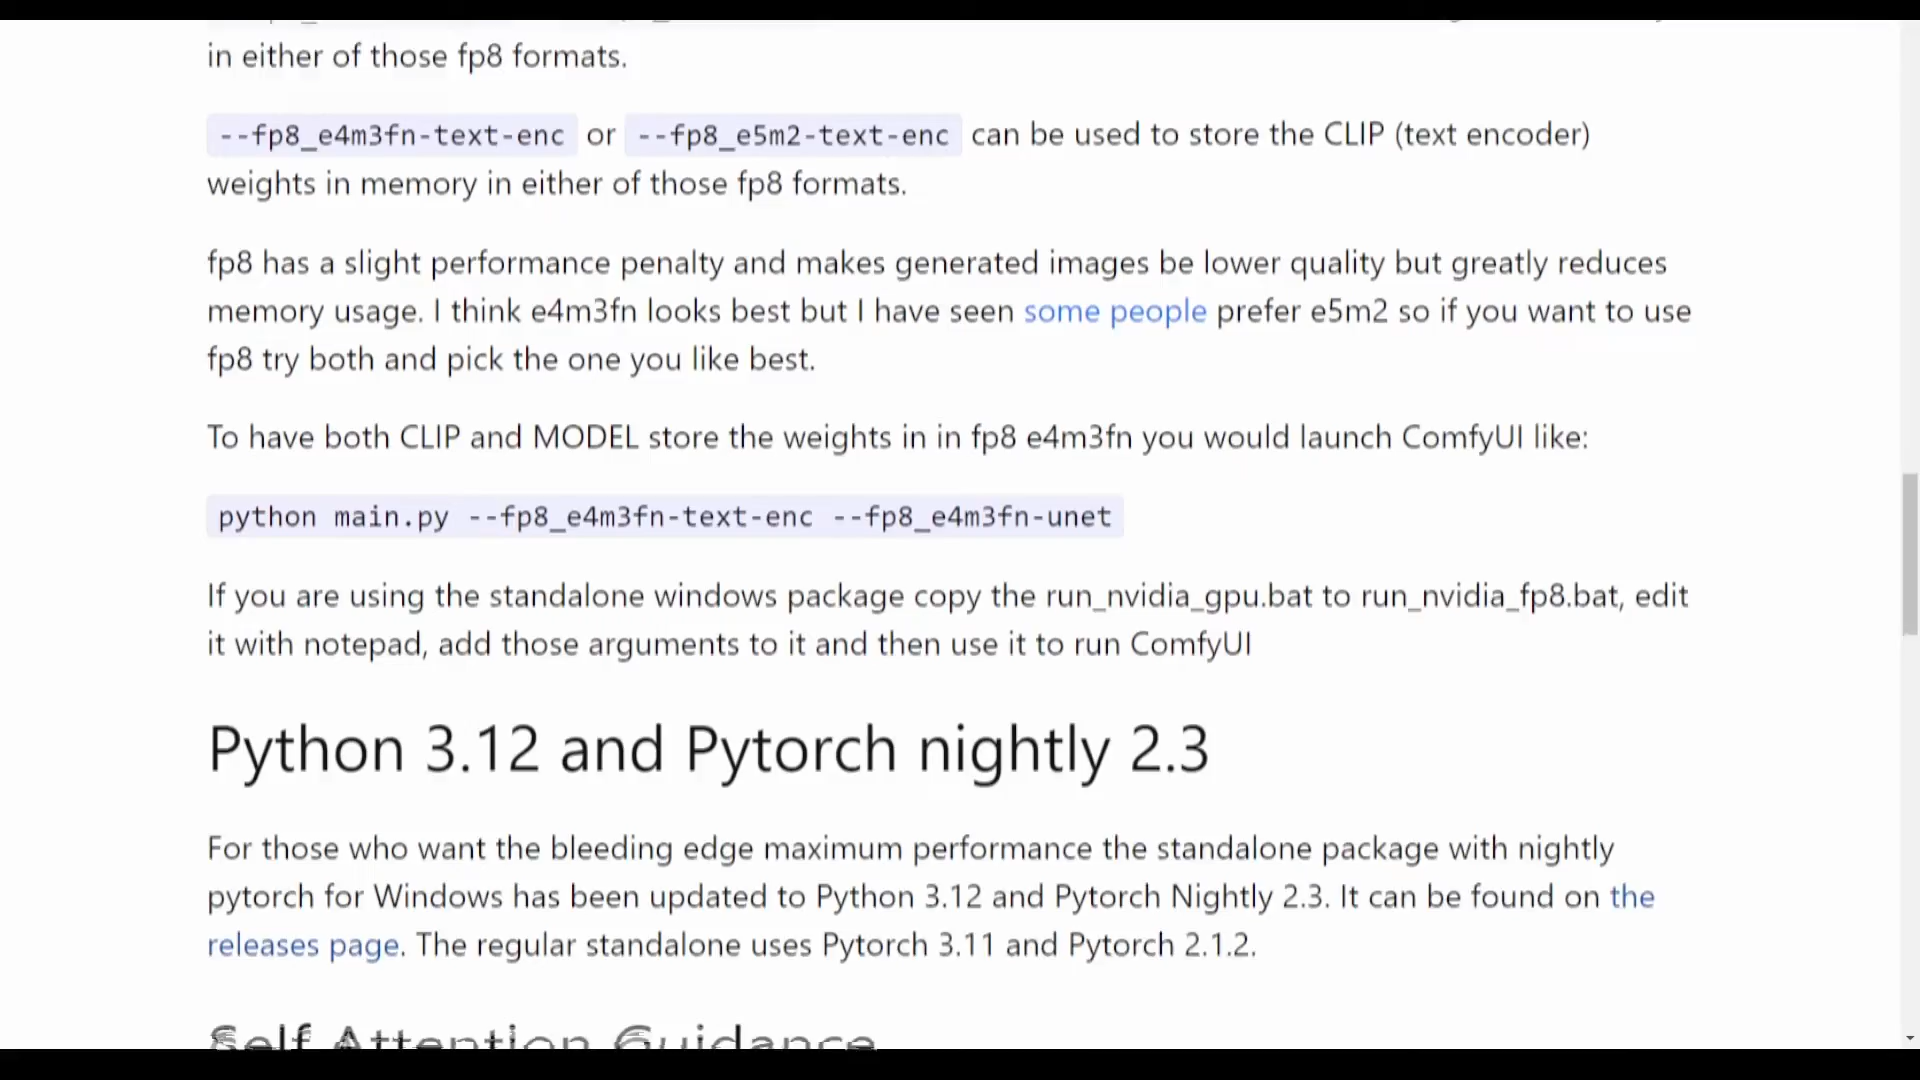 in either of those fp8 formats.
--fp8_e4m3fn-text-enc or --fp8_e5m2-text-enc can be used to store the CLIP (text encoder)
weights in memory in either of those fp8 formats.
fp8 has a slight performance penalty and makes generated images be lower quality but greatly reduces
memory usage. I think e4m3fn looks best but I have seen some people prefer e5m2 so if you want to use
fp8 try both and pick the one you like best.
To have both CLIP and MODEL store the weights in in fp8 e4m3fn you would launch ComfyUI like:
python main.py --fp8_e4m3fn-text-enc --fp8_e4m3fn-unet
If you are using the standalone windows package copy the run_nvidia_gpu.bat to run_nvidia_fp8.bat, edit
it with notepad, add those arguments to it and then use it to run ComfyUI
Python 3.12 and Pytorch nightly 2.3
For those who want the bleeding edge maximum performance the standalone package with nightly
pytorch for Windows has been updated to Python 3.12 and Pytorch Nightly 2.3. It can be found on the
releases page. The regular standalone uses Pytorch 3.11 and Pytorch 2.1.2.
Self Attention Guidance